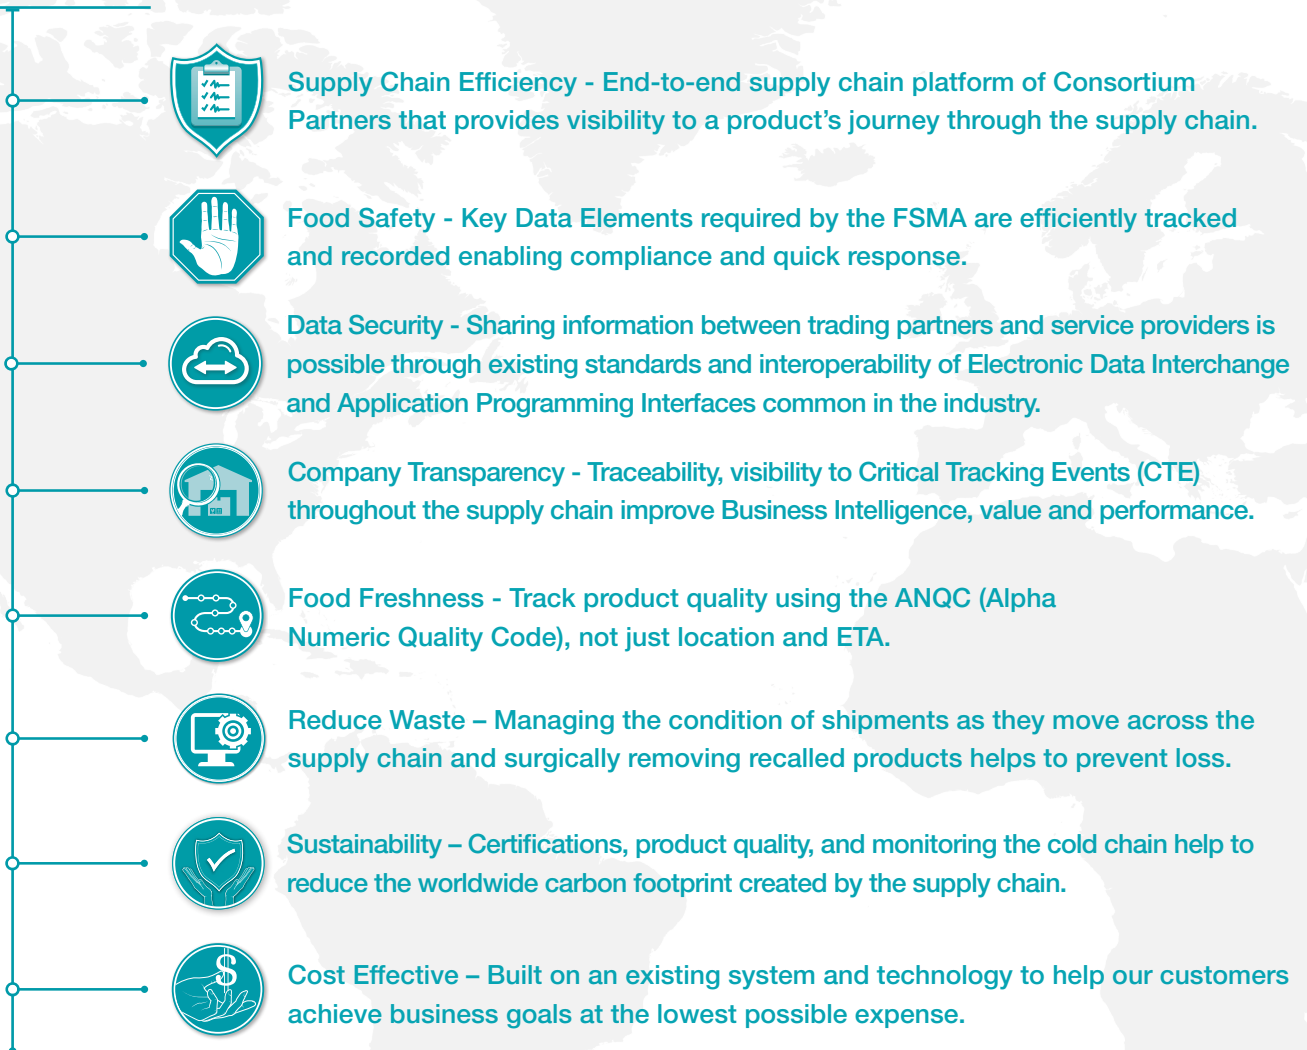 Supply Chain Efficiency - End-to-end supply chain platform of Consortium
Partners that provides visibility to a product’s journey through the supply chain.
Food Safety - Key Data Elements required by the FSMA are efficiently tracked
and recorded enabling compliance and quick response.
Data Security - Sharing information between trading partners and service providers is
possible through existing standards and interoperability of Electronic Data Interchange
and Application Programming Interfaces common in the industry.
Company Transparency - Traceability, visibility to Critical Tracking Events (CTE)
throughout the supply chain improve Business Intelligence, value and performance.
Food Freshness - Track product quality using the ANQC (Alpha
Numeric Quality Code), not just location and ETA.
Reduce Waste – Managing the condition of shipments as they move across the
supply chain and surgically removing recalled products helps to prevent loss.
Sustainability – Certifications, product quality, and monitoring the cold chain help to
reduce the worldwide carbon footprint created by the supply chain.
$
Cost Effective – Built on an existing system and technology to help our customers
achieve business goals at the lowest possible expense.